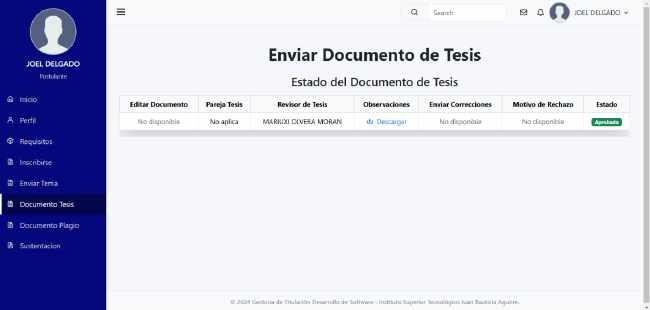 Search
JOEL DELGADO
JOEL DELGADO
Postulante
Inicio
Perfil
Requisitos
Inscribirse
Enviar Tema
Documento Tesis
Documento Plagio
Sustentacion
Enviar Documento de Tesis
Estado del Documento de Tesis
Editar Documento Pareja Tesis Revisor de Tesis Observaciones Enviar Correcciones Motivo de Rechazo Estado
No disponible No aplica MARIUXI OLVERA MORAN Descargar No disponible No disponible Aprobado
© 2024 Gestoria de Titulación Desarrollo de Software - Instituto Superior Tecnológico Juan Bautista Aguirre.